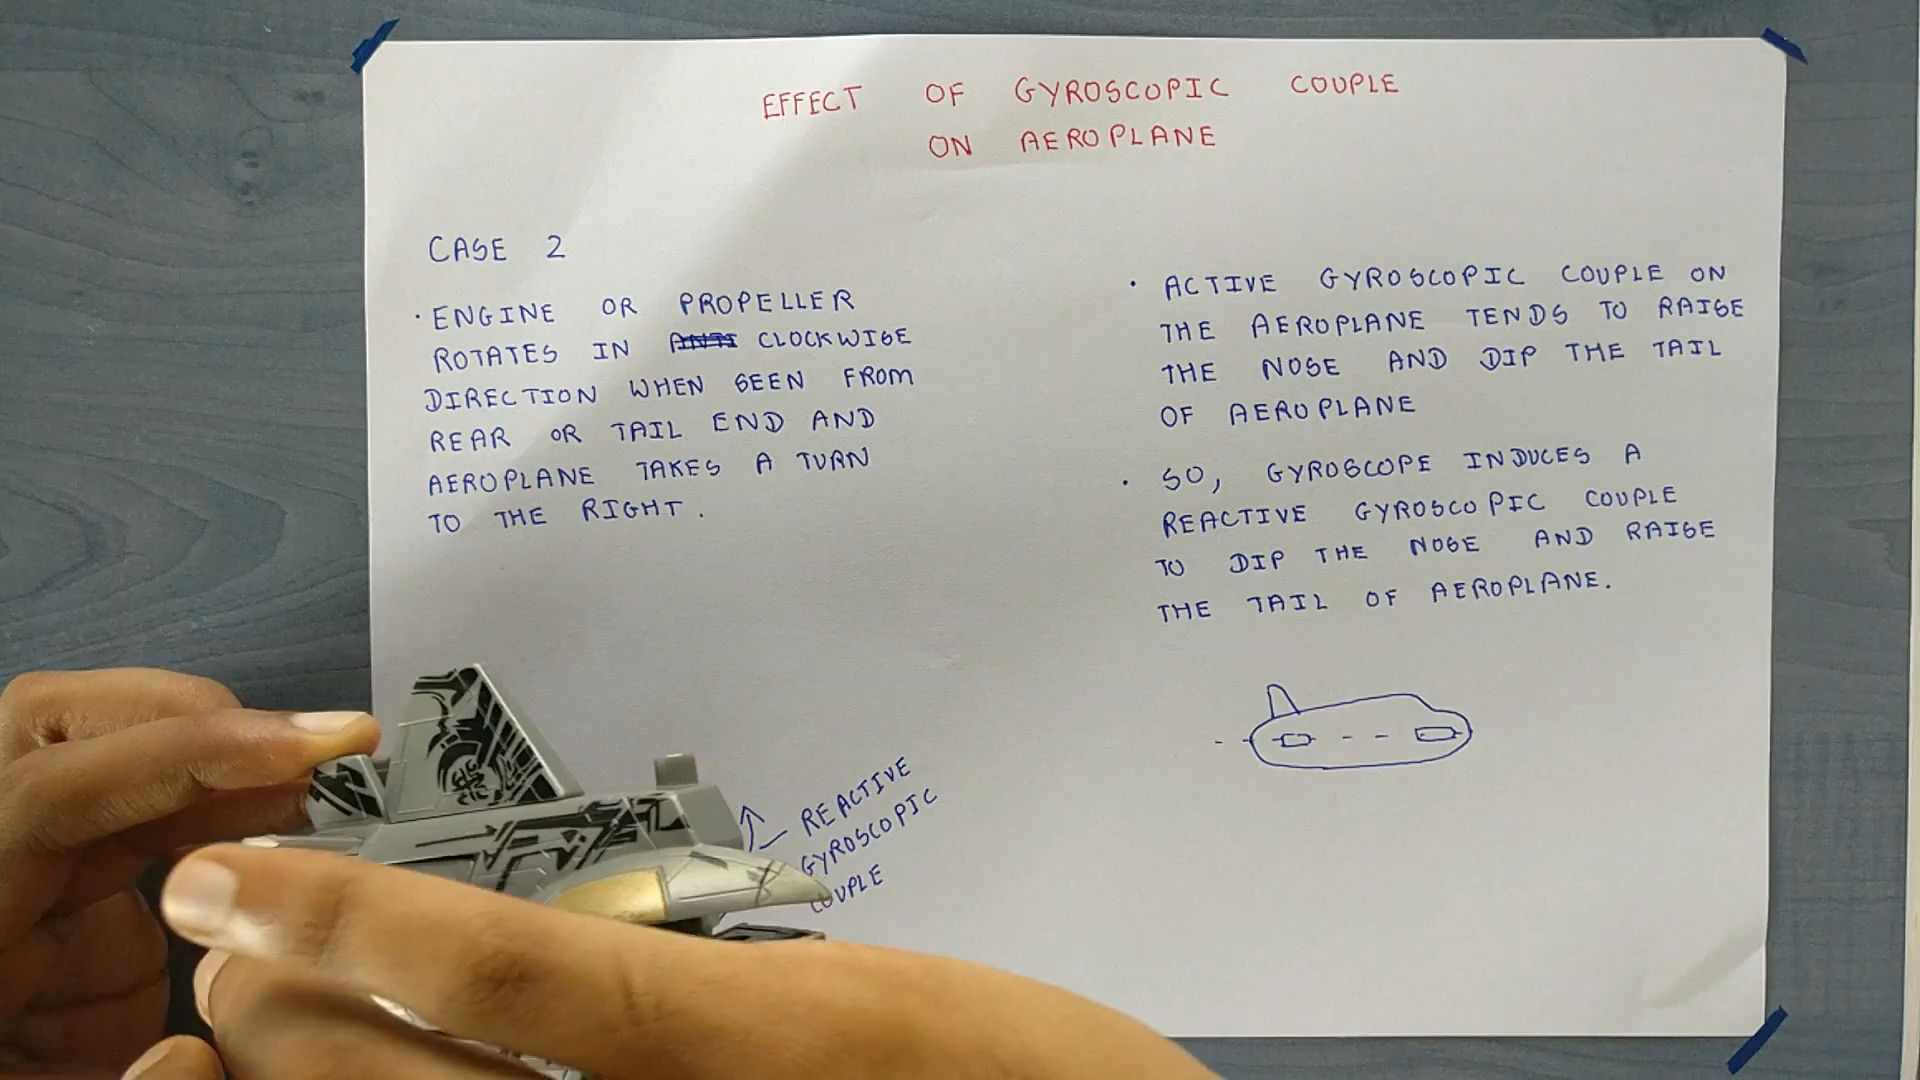 EFFECT OF GYROSCOPIC COUPLE
ON AEROPLANE
CASE 2
· ENGINE OR PROPELLER
ROTATES IN ANTI CLOCKWISE
DIRECTION WHEN SEEN FROM
REAR OR TAIL END AND
AEROPLANE TAKES A TURN
TO THE RIGHT.
· ACTIVE GYROSCOPIC COUPLE ON
THE AEROPLANE TENDS TO RAISE
THE NOSE AND DIP THE TAIL
OF AEROPLANE
· SO, GYROSCOPE INDUCES A
REACTIVE GYROSCOPIC COUPLE
TO DIP THE NOSE AND RAISE
THE TAIL OF AEROPLANE.
REACTIVE
GYROSCOPIC
COUPLE